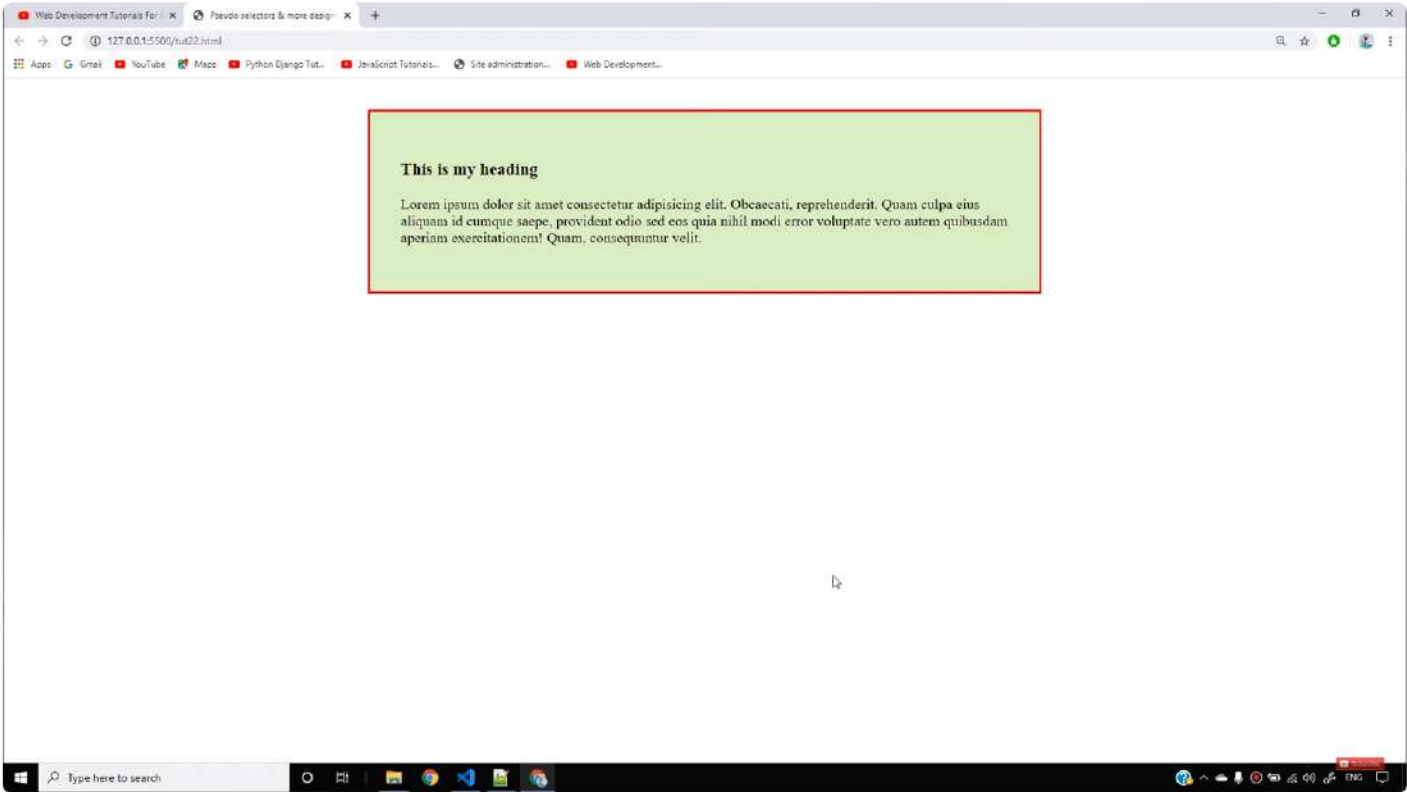 Web Development Tutorials For
Pseudo selectors & more design
127.0.0.1:5500/tut22.html
Apps
Gmail
YouTube
Maps
Python Django Tut...
JavaScript Tutorials...
Site administration...
Web Development...
This is my heading
Lorem ipsum dolor sit amet consectetur adipisicing elit. Obcaecati, reprehenderit. Quam culpa eius
aliquam id cumque saepe, provident odio sed eos quia nihil modi error voluptate vero autem quibusdam
aperiam exercitationem! Quam, consequuntur velit.
Type here to search
ENG